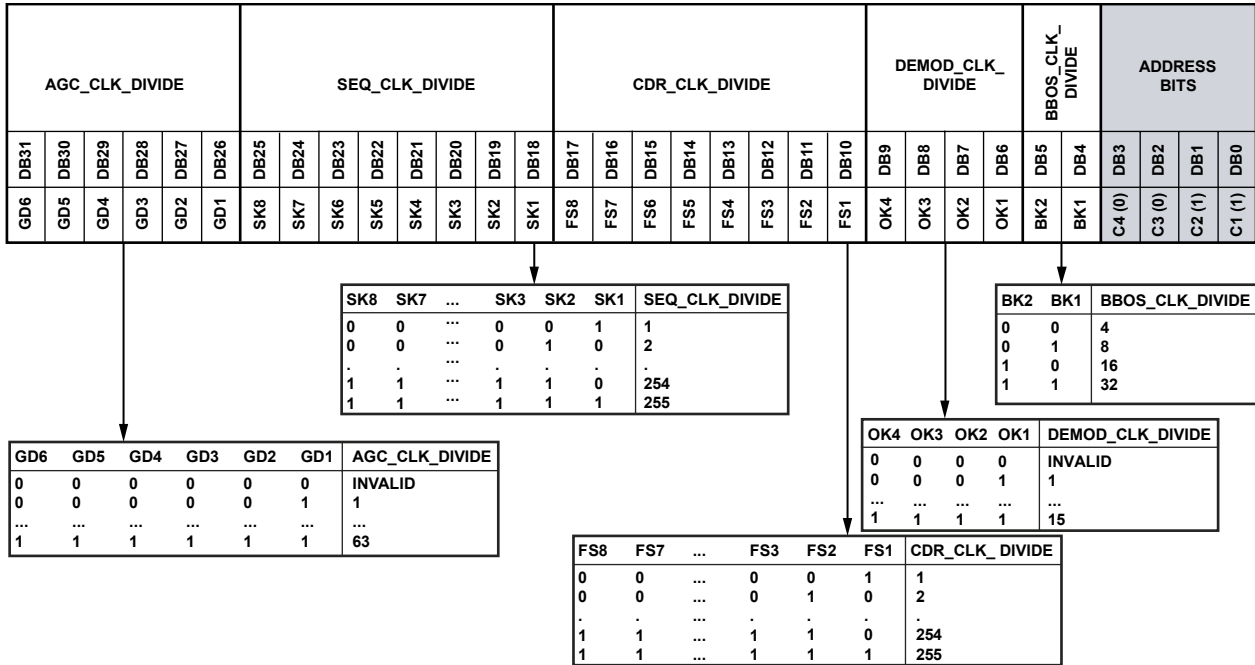 AGC_CLK_DIVIDE SEQ_CLK_DIVIDE CDR_CLK_DIVIDE DEMOD_CLK_ DIVIDE BBOS_CLK_ DIVIDE ADDRESS BITS
DB31 DB30 DB29 DB28 DB27 DB26 DB25 DB24 DB23 DB22 DB21 DB20 DB19 DB18 DB17 DB16 DB15 DB14 DB13 DB12 DB11 DB10 DB9 DB8 DB7 DB6 DB5 DB4 DB3 DB2 DB1 DB0
GD6 GD5 GD4 GD3 GD2 GD1 SK8 SK7 SK6 SK5 SK4 SK3 SK2 SK1 FS8 FS7 FS6 FS5 FS4 FS3 FS2 FS1 OK4 OK3 OK2 OK1 BK2 BK1 C4 (0) C3 (0) C2 (1) C1 (1)
SK8 SK7 ... SK3 SK2 SK1 SEQ_CLK_DIVIDE
0 0 ... 0 0 1 1
0 0 ... 0 1 0 2
. . ... . . . .
1 1 ... 1 1 0 254
1 1 ... 1 1 1 255
BK2 BK1 BBOS_CLK_DIVIDE
0 0 4
0 1 8
1 0 16
1 1 32
GD6 GD5 GD4 GD3 GD2 GD1 AGC_CLK_DIVIDE
0 0 0 0 0 0 INVALID
0 0 0 0 0 1 1
... ... ... ... ... ... ...
1 1 1 1 1 1 63
OK4 OK3 OK2 OK1 DEMOD_CLK_DIVIDE
0 0 0 0 INVALID
0 0 0 1 1
... ... ... ... ...
1 1 1 1 15
FS8 FS7 ... FS3 FS2 FS1 CDR_CLK_ DIVIDE
0 0 ... 0 0 1 1
0 0 ... 0 1 0 2
. . ... . . . .
1 1 ... 1 1 0 254
1 1 ... 1 1 1 255